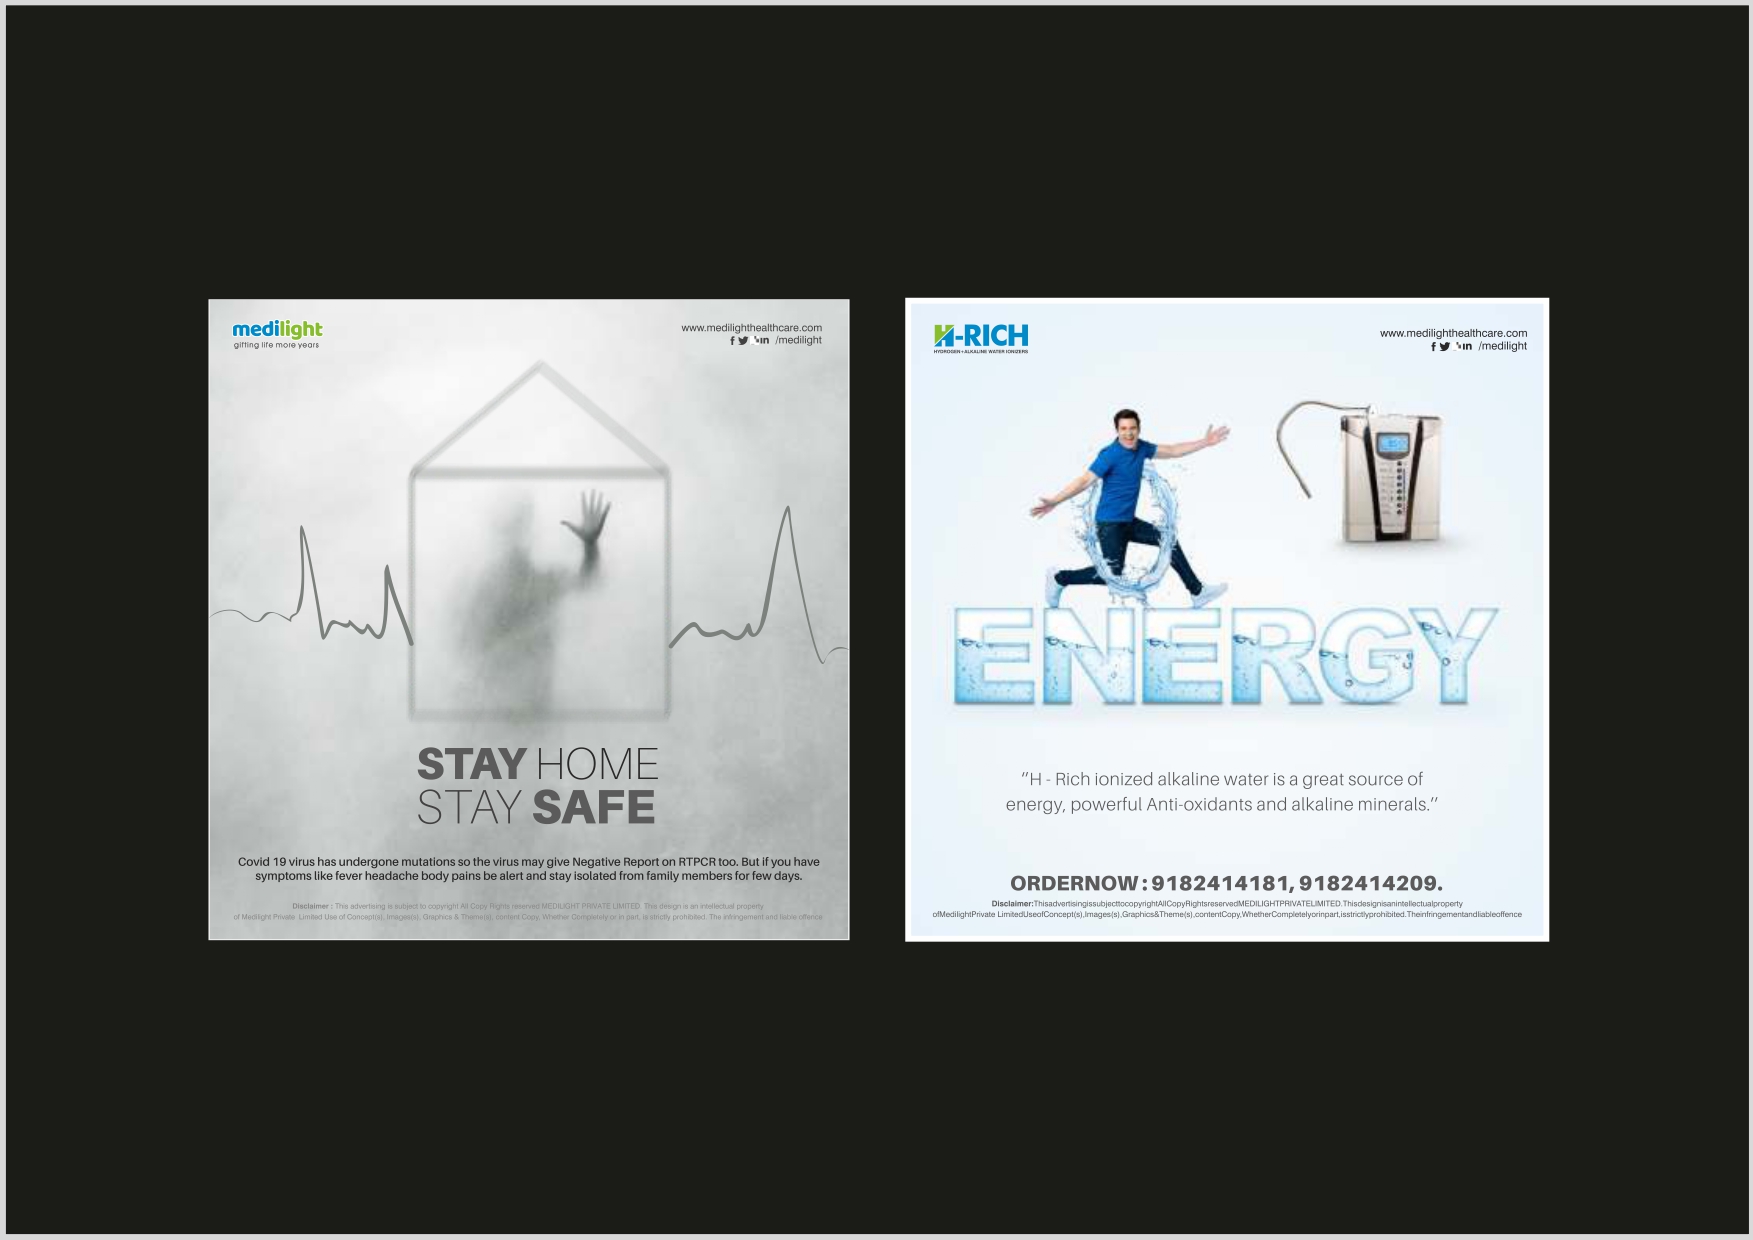 medilight
gifting life more years
www.medilighthealthcare.com
/medilight
STAY HOME
STAY SAFE
Covid 19 virus has undergone mutations so the virus may give Negative Report on RTPCR too. But if you have
symptoms like fever headache body pains be alert and stay isolated from family members for few days.
Disclaimer : This advertising is subject to copyright All Copy Rights reserved MEDILIGHT PRIVATE LIMITED. This design is an intellectual property
of Medilight Private Limited Use of Concept(s), Images(s), Graphics & Theme(s), content Copy, Whether Completely or in part, is strictly prohibited. The infringement and liable offence
H-RICH
HYDROGEN+ALKALINE WATER IONIZERS
www.medilighthealthcare.com
/medilight
ENERGY
"H - Rich ionized alkaline water is a great source of
energy, powerful Anti-oxidants and alkaline minerals."
ORDERNOW : 9182414181, 9182414209.
Disclaimer:ThisadvertisingissubjecttocopyrightAllCopyRightsreservedMEDILIGHTPRIVATELIMITED.Thisdesignisanintellectualproperty
ofMedilightPrivate LimitedUseofConcept(s),Images(s),Graphics&Theme(s),contentCopy,WhetherCompletelyorinpart,isstrictlyprohibited.Theinfringementandliableoffence